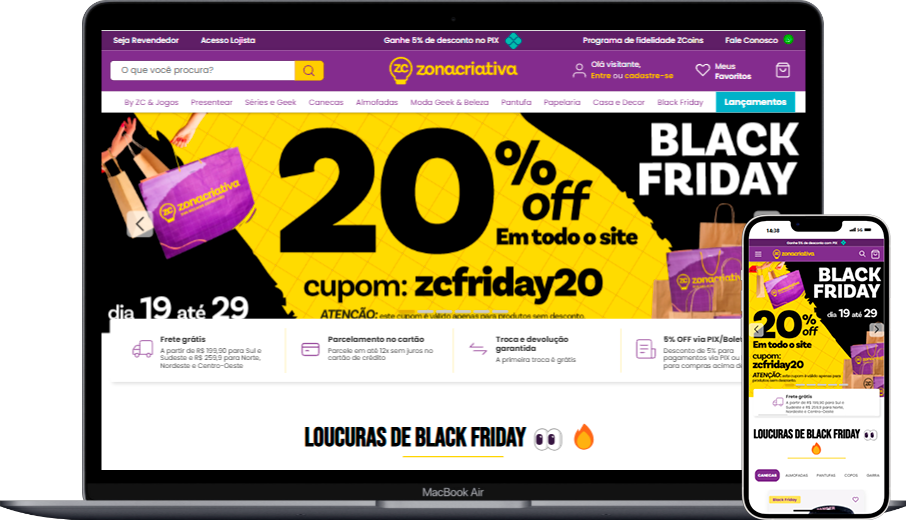 Seja Revendedor
Acesso Lojista
Ganhe 5% de desconto no PIX
Programa de fidelidade ZCoins
Fale Conosco
O que você procura?
ZC zonacriativa
Olá visitante,
Entre ou cadastre-se
Meus
Favoritos
By ZC & Jogos
Presentear
Séries e Geek
Canecas
Almofadas
Moda Geek & Beleza
Pantufa
Papelaria
Casa e Decor
Black Friday
Lançamentos
zonacriativa
20% off
Em todo o site
cupom: zcfriday20
ATENÇÃO: este cupom é válido apenas para produtos sem desconto.
BLACK
FRIDAY
dia 19 até 29
Frete grátis
A partir de R$ 199,90 para Sul e
Sudeste e R$ 259,9 para Norte,
Nordeste e Centro-Oeste
Parcelamento no cartão
Parcele em até 12x sem juros no
cartão de crédito
Troca e devolução
garantida
A primeira troca é grátis
5% OFF via PIX/Bole
Desconto de 5% para
pagamentos via PIX ou
para compras acima d
LOUCURAS DE BLACK FRIDAY
MacBook Air
14:38
5G
Ganhe 5% de desconto com PIX
zonacriativa
BLACK
FRIDAY
dia 19 até 29
20% off
Em todo o site
cupom:
zcfriday20
ATENÇÃO: este cupom é válido apenas para
produtos sem desconto.
Frete grátis
A partir de R$ 199,90 para Sul e
Sudeste e R$ 259,9 para Norte,
Nordeste e Centro-Oeste
LOUCURAS DE BLACK FRIDAY
CANECAS
ALMOFADAS
PANTUFAS
COPOS
BARRA
Black Friday